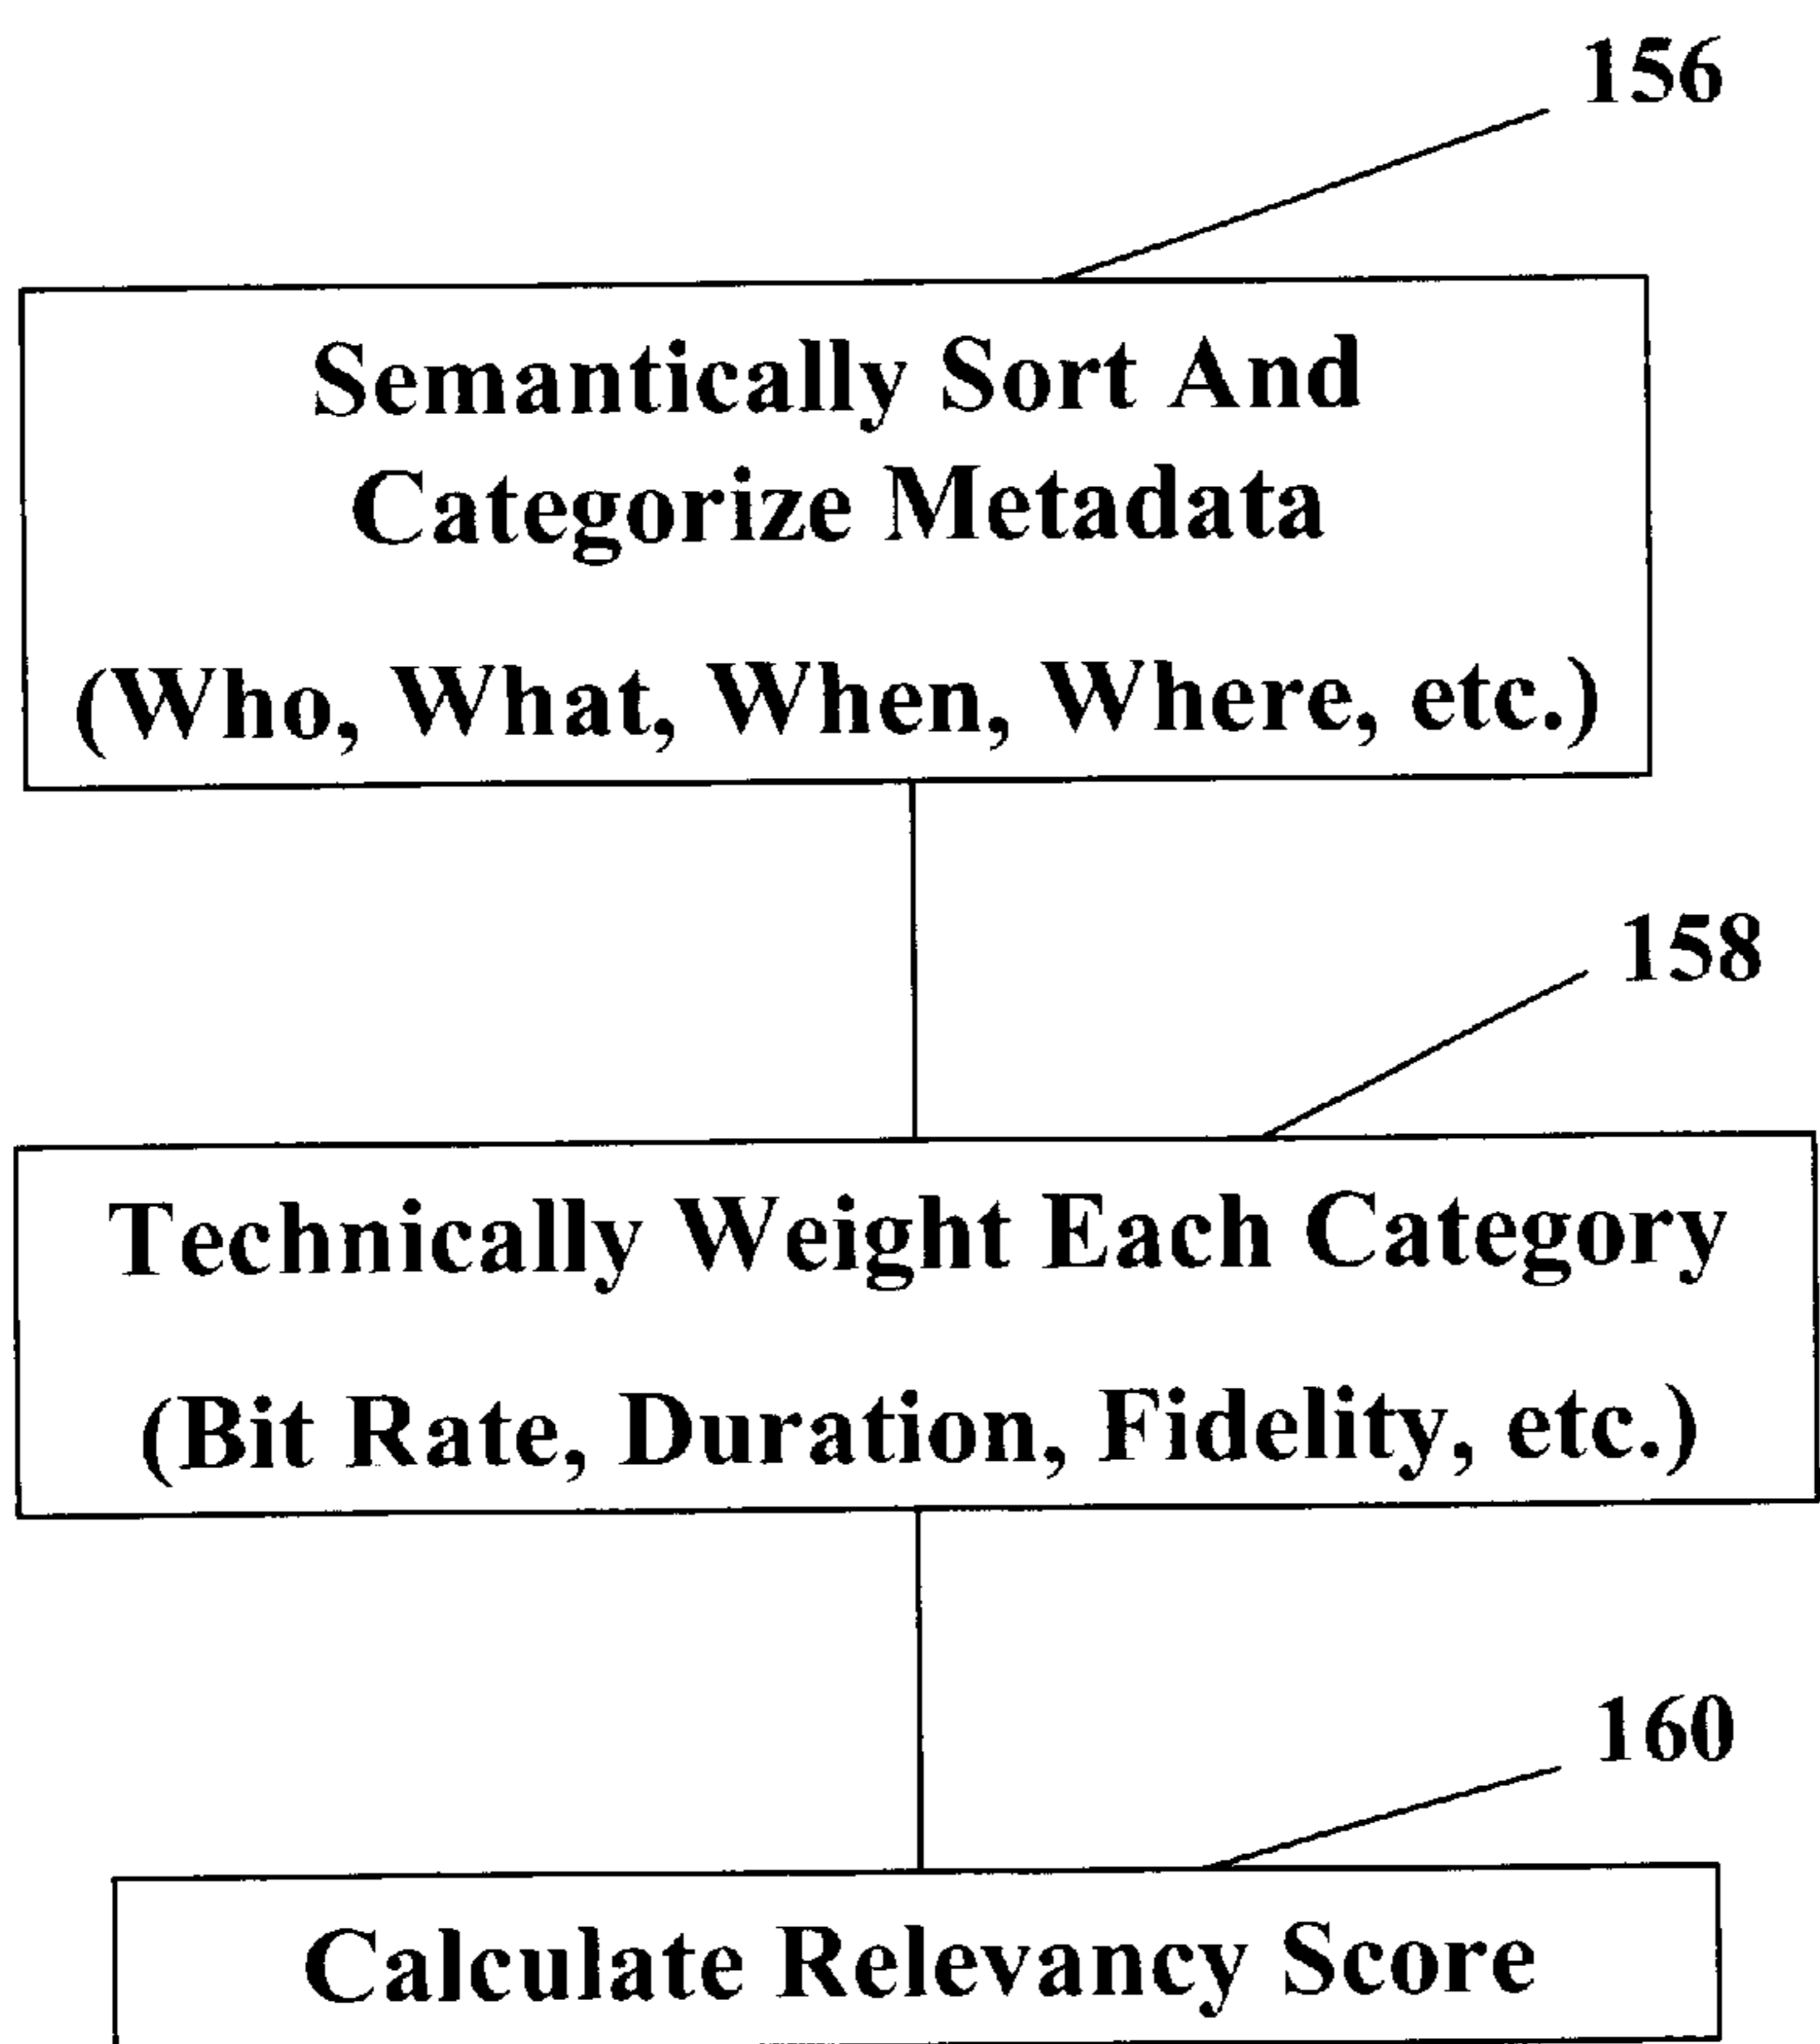 156
Semantically Sort And
Categorize Metadata
(Who, What, When, Where, etc.)
158
Technically Weight Each Category
(Bit Rate, Duration, Fidelity, etc.)
160
Calculate Relevancy Score